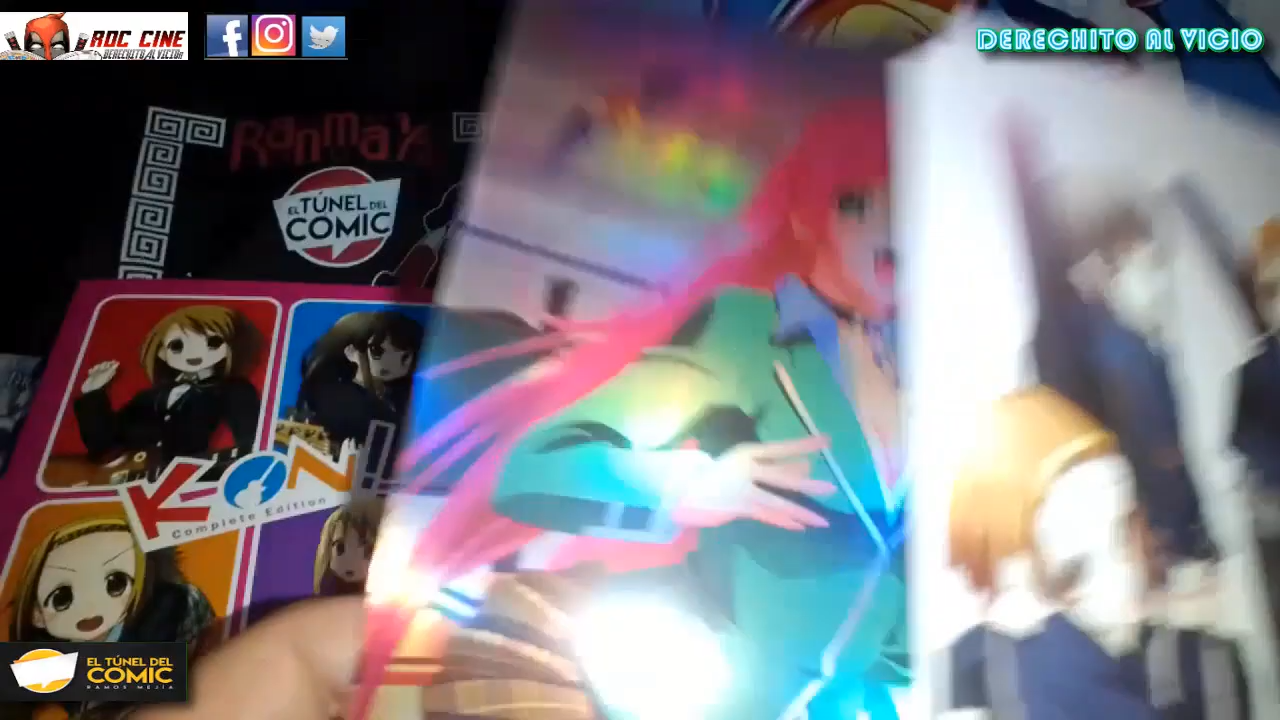 ROC CINE
DERECHITO AL VICIO
f
DERECHITO AL VICIO
Ranma ½
EL TÚNEL DEL
COMIC
K-ON!!
Complete Edition
EL TÚNEL DEL
COMIC
RAMOS MEJÍA